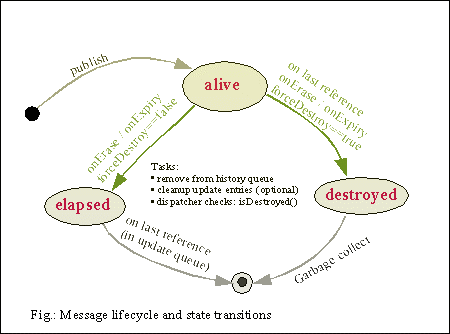 publish
alive
on last reference
onErase / onExpiry
forceDestroy==true
onErase / onExpiry
forceDestroy==false
Tasks:
• remove from history queue
• cleanup update entries (optional)
• dispatcher checks: isDestroyed()
elapsed
destroyed
on last reference
(in update queue)
Garbage collect
Fig.: Message lifecycle and state transitions